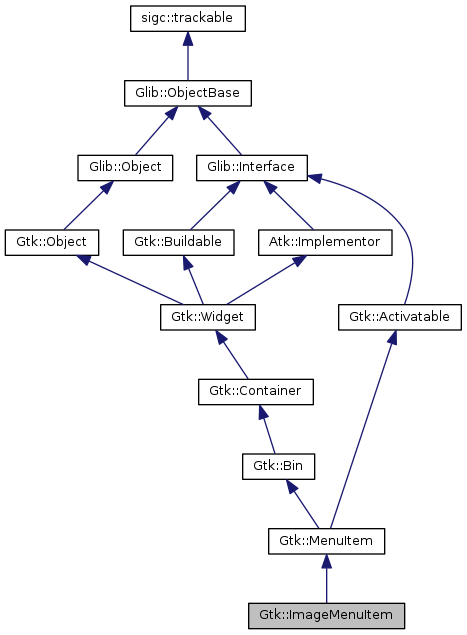 sigc::trackable
Glib::ObjectBase
Glib::Object
Glib::Interface
Gtk::Object
Gtk::Buildable
Atk::Implementor
Gtk::Widget
Gtk::Activatable
Gtk::Container
Gtk::Bin
Gtk::MenuItem
Gtk::ImageMenuItem